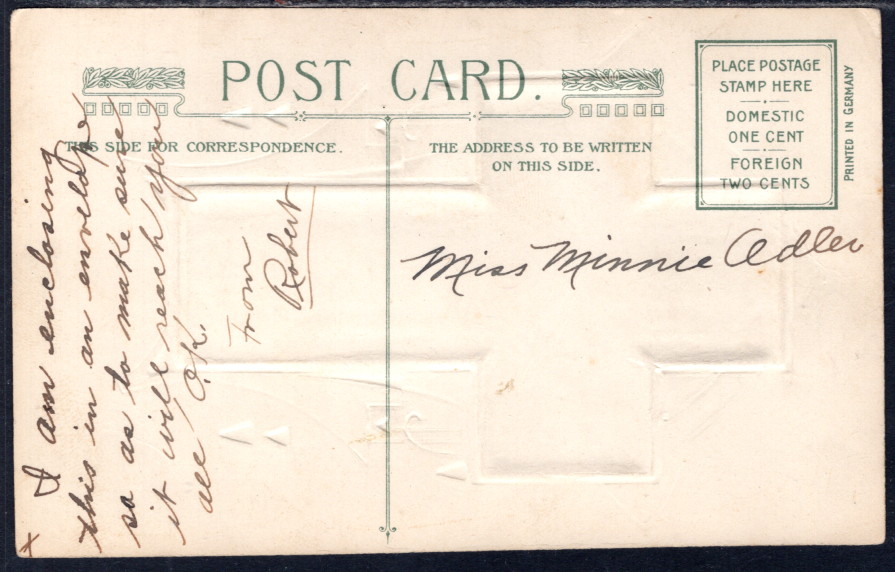 POST CARD.
THIS SIDE FOR CORRESPONDENCE.
THE ADDRESS TO BE WRITTEN
ON THIS SIDE.
PLACE POSTAGE
STAMP HERE
DOMESTIC
ONE CENT
FOREIGN
TWO CENTS
PRINTED IN GERMANY
x I am enclosing
this in an envelope
so as to make sure
it will reach you
all O.K.
From
Robert
Miss Minnie Adler